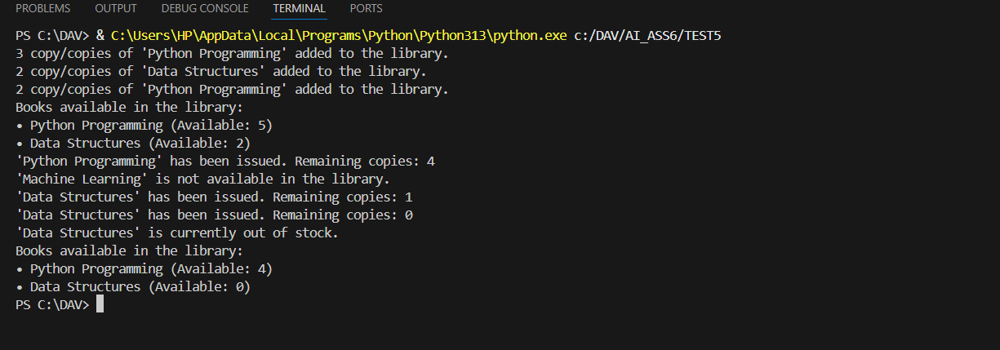 PROBLEMS OUTPUT DEBUG CONSOLE TERMINAL PORTS
PS C:\DAV> & C:\Users\HP\AppData\Local\Programs\Python\Python313\python.exe c:/DAV/AI_ASS6/TEST5
3 copy/copies of 'Python Programming' added to the library.
2 copy/copies of 'Data Structures' added to the library.
2 copy/copies of 'Python Programming' added to the library.
Books available in the library:
• Python Programming (Available: 5)
• Data Structures (Available: 2)
'Python Programming' has been issued. Remaining copies: 4
'Machine Learning' is not available in the library.
'Data Structures' has been issued. Remaining copies: 1
'Data Structures' has been issued. Remaining copies: 0
'Data Structures' is currently out of stock.
Books available in the library:
• Python Programming (Available: 4)
• Data Structures (Available: 0)
PS C:\DAV>